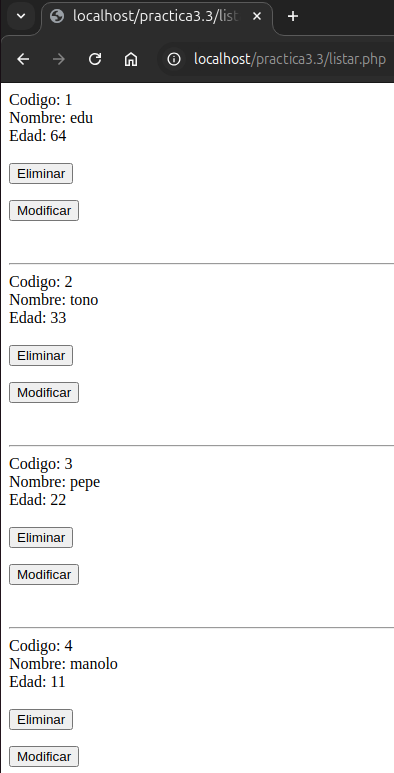 localhost/practica3.3/list
localhost/practica3.3/listar.php
Codigo: 1
Nombre: edu
Edad: 64
Eliminar
Modificar
Codigo: 2
Nombre: tono
Edad: 33
Eliminar
Modificar
Codigo: 3
Nombre: pepe
Edad: 22
Eliminar
Modificar
Codigo: 4
Nombre: manolo
Edad: 11
Eliminar
Modificar